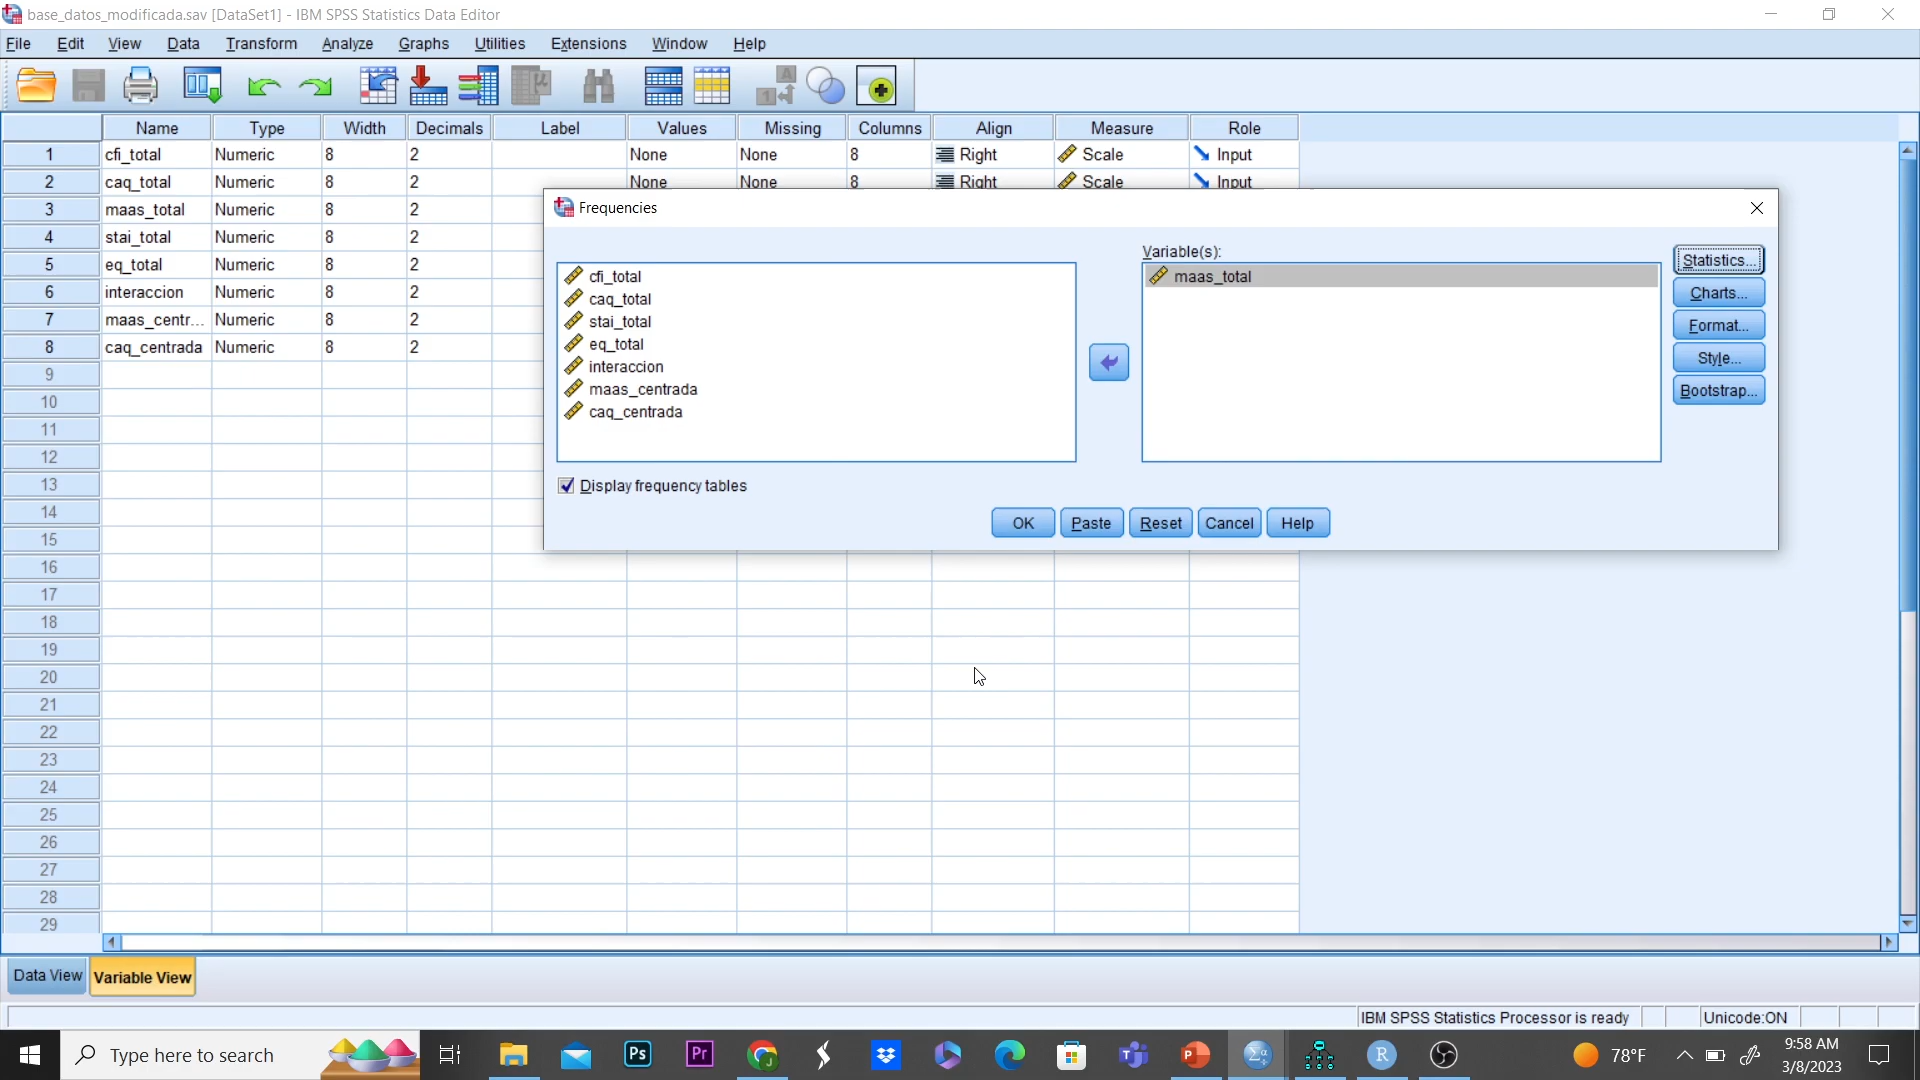 base_datos_modificada.sav [DataSet1] - IBM SPSS Statistics Data Editor
File Edit View Data Transform Analyze Graphs Utilities Extensions Window Help
Name Type Width Decimals Label Values Missing Columns Align Measure Role
1 cfi_total Numeric 8 2 None None 8 Right Scale Input
2 caq_total Numeric 8 2 None None 8 Right Scale Input
3 maas_total Numeric 8 2
4 stai_total Numeric 8 2
5 eq_total Numeric 8 2
6 interaccion Numeric 8 2
7 maas_centr... Numeric 8 2
8 caq_centrada Numeric 8 2
9
10
11
12
13
14
15
16
17
18
19
20
21
22
23
24
25
26
27
28
29
Frequencies
Variable(s):
cfi_total
caq_total
stai_total
eq_total
interaccion
maas_centrada
caq_centrada
maas_total
Statistics...
Charts...
Format...
Style...
Bootstrap...
Display frequency tables
OK Paste Reset Cancel Help
Data View Variable View
IBM SPSS Statistics Processor is ready Unicode:ON
Type here to search
Ps
Pr
78°F
9:58 AM
3/8/2023